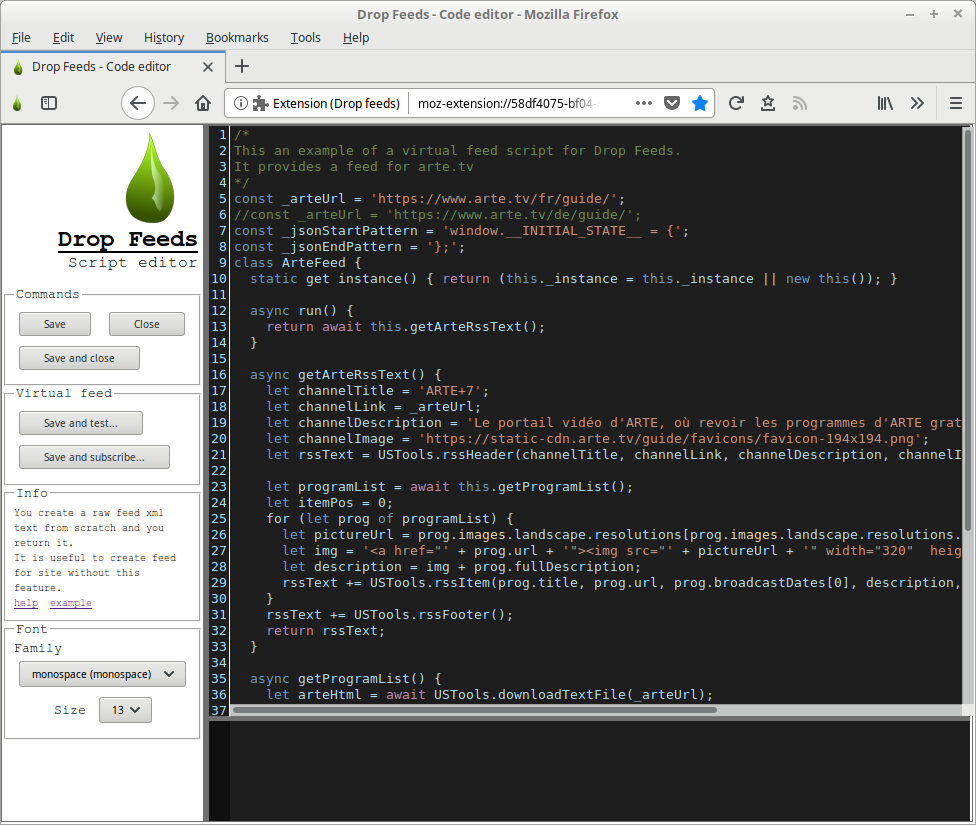 Drop Feeds - Code editor - Mozilla Firefox
File Edit View History Bookmarks Tools Help
Drop Feeds - Code editor
Extension (Drop feeds) moz-extension://58df4075-bf04-
Drop Feeds
Script editor
Commands
Save Close
Save and close
Virtual feed
Save and test...
Save and subscribe...
Info
You create a raw feed xml
text from scratch and you
return it.
It is useful to create feed
for site without this
feature.
help example
Font
Family
monospace (monospace)
Size 13
1 /*
2 This an example of a virtual feed script for Drop Feeds.
3 It provides a feed for arte.tv
4 */
5 const _arteUrl = 'https://www.arte.tv/fr/guide/';
6 //const _arteUrl = 'https://www.arte.tv/de/guide/';
7 const _jsonStartPattern = 'window.__INITIAL_STATE__ = {';
8 const _jsonEndPattern = '};';
9 class ArteFeed {
10   static get instance() { return (this._instance = this._instance || new this()); }
11
12   async run() {
13     return await this.getArteRssText();
14   }
15
16   async getArteRssText() {
17     let channelTitle = 'ARTE+7';
18     let channelLink = _arteUrl;
19     let channelDescription = 'Le portail vidéo d'ARTE, où revoir les programmes d'ARTE grat
20     let channelImage = 'https://static-cdn.arte.tv/guide/favicons/favicon-194x194.png';
21     let rssText = USTools.rssHeader(channelTitle, channelLink, channelDescription, channelI
22
23     let programList = await this.getProgramList();
24     let itemPos = 0;
25     for (let prog of programList) {
26       let pictureUrl = prog.images.landscape.resolutions[prog.images.landscape.resolutions.
27       let img = '<a href="' + prog.url + '"><img src="' + pictureUrl + '" width="320"  heig
28       let description = img + prog.fullDescription;
29       rssText += USTools.rssItem(prog.title, prog.url, prog.broadcastDates[0], description,
30     }
31     rssText += USTools.rssFooter();
32     return rssText;
33   }
34
35   async getProgramList() {
36     let arteHtml = await USTools.downloadTextFile(_arteUrl);
37